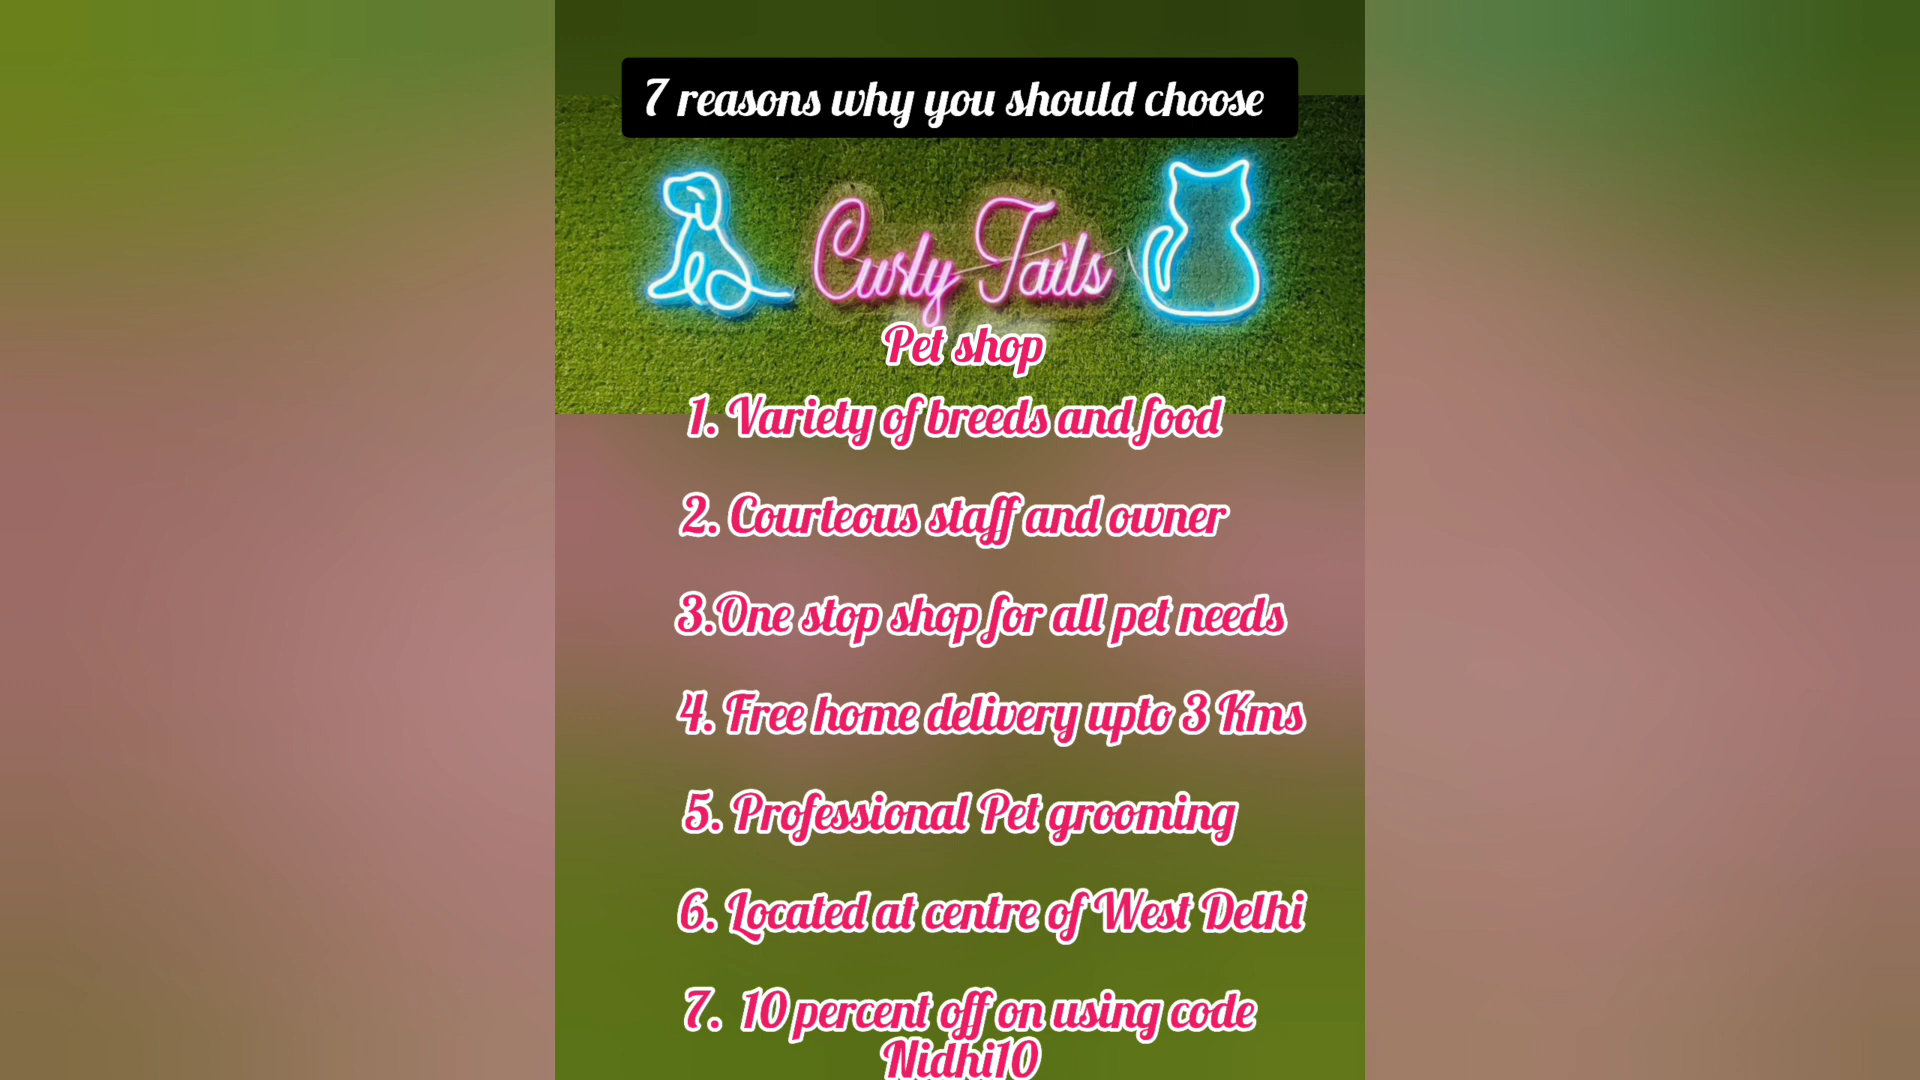 7 reasons why you should choose
Curly Tails
Pet shop
1. Variety of breeds and food
2. Courteous staff and owner
3.One stop shop for all pet needs
4. Free home delivery upto 3 Kms
5. Professional Pet grooming
6. Located at centre of West Delhi
7. 10 percent off on using code
Nidhi10